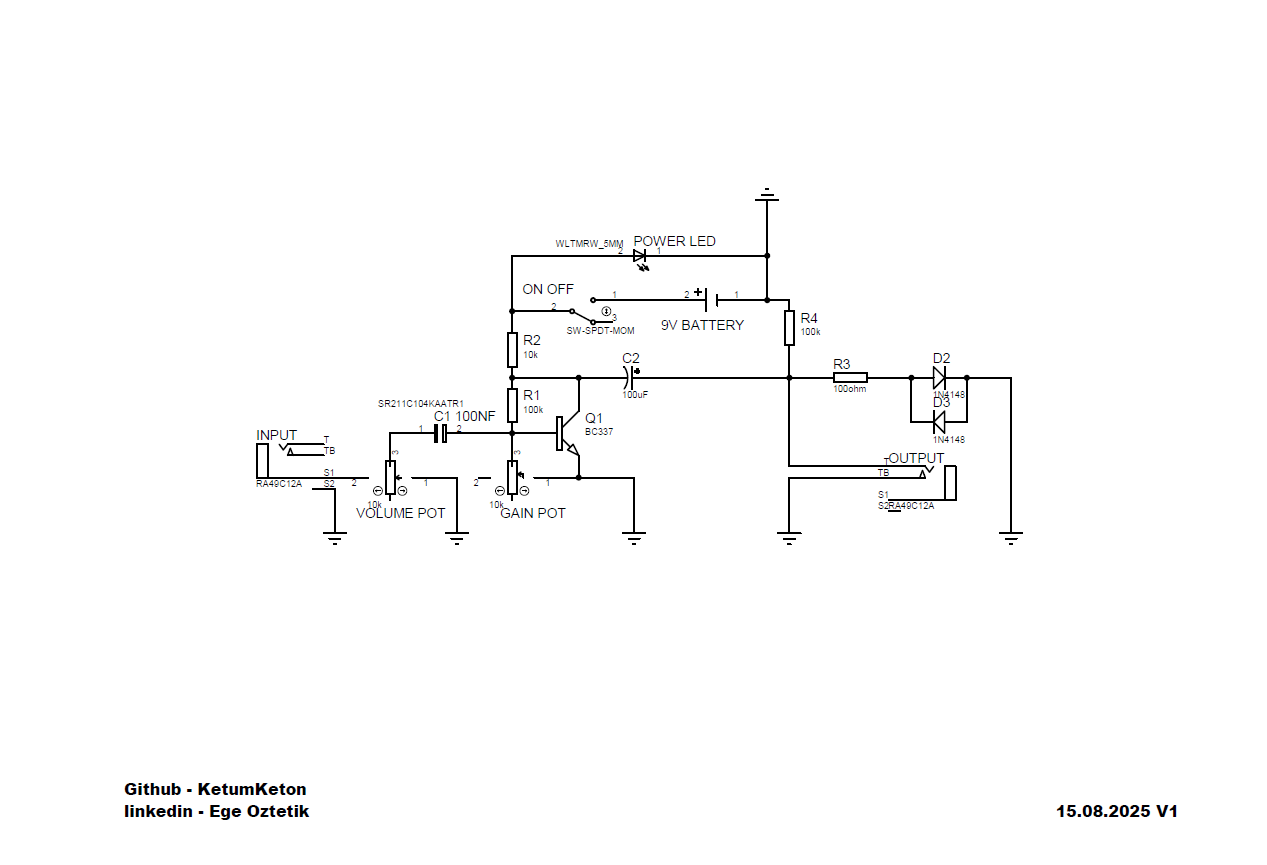 WLTMRW_5MM
POWER LED
2
1
ON OFF
2
1
3
SW-SPDT-MOM
2
+
1
9V BATTERY
R4
100k
R2
10k
C2
100uF
R3
100ohm
D2
1N4148
D3
1N4148
R1
100k
SR211C104KAATR1
C1 100NF
1
2
Q1
BC337
INPUT
T
TB
S1
S2
RA49C12A
2
3
1
10k
VOLUME POT
2
3
1
10k
GAIN POT
T
OUTPUT
TB
S1
S2
RA49C12A
Github - KetumKeton
linkedin - Ege Oztetik
15.08.2025 V1